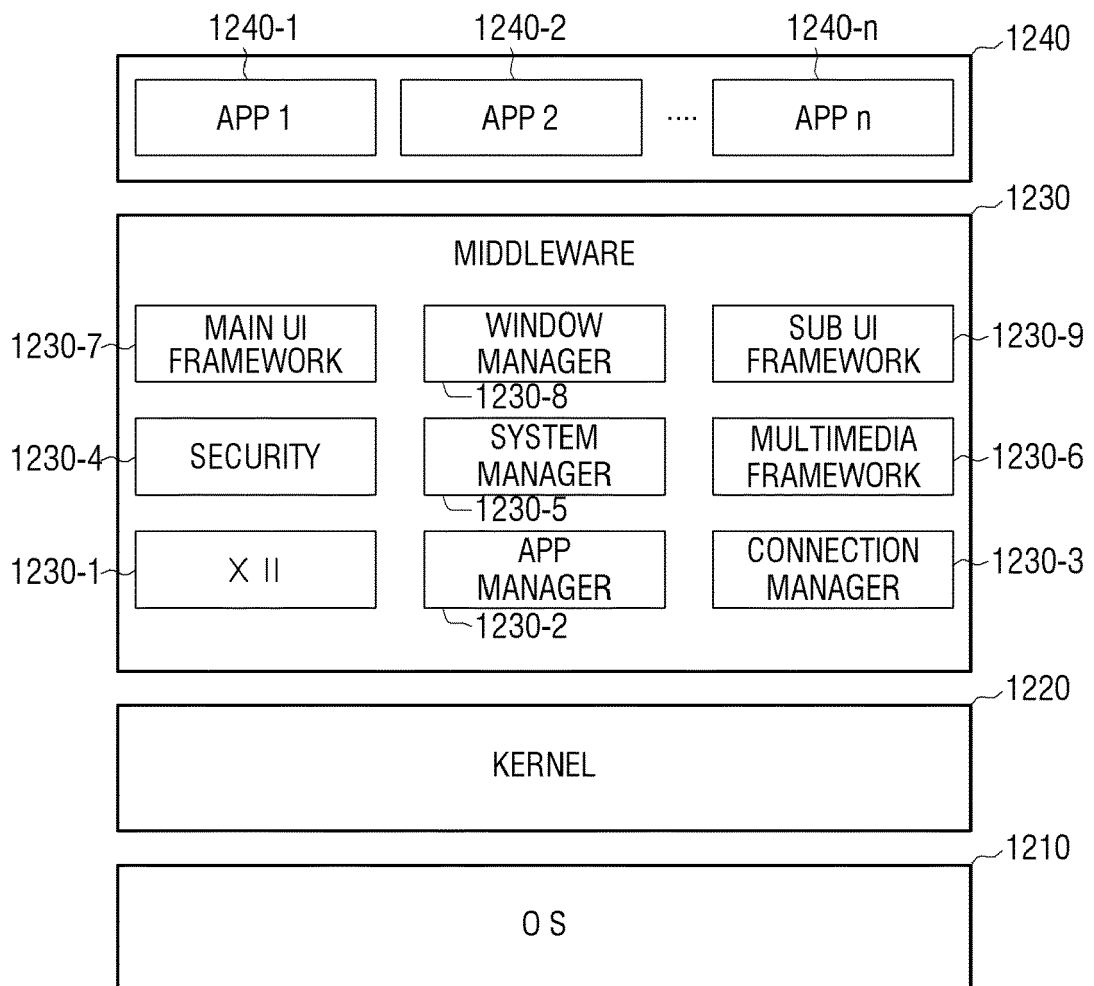 1240-1 1240-2 1240-n 1240
APP 1 APP 2 .... APP n
1230
MIDDLEWARE
1230-7 MAIN UI FRAMEWORK
WINDOW MANAGER
1230-8
SUB UI FRAMEWORK 1230-9
1230-4 SECURITY
SYSTEM MANAGER
1230-5
MULTIMEDIA FRAMEWORK 1230-6
1230-1 X II
APP MANAGER
1230-2
CONNECTION MANAGER 1230-3
1220
KERNEL
1210
O S